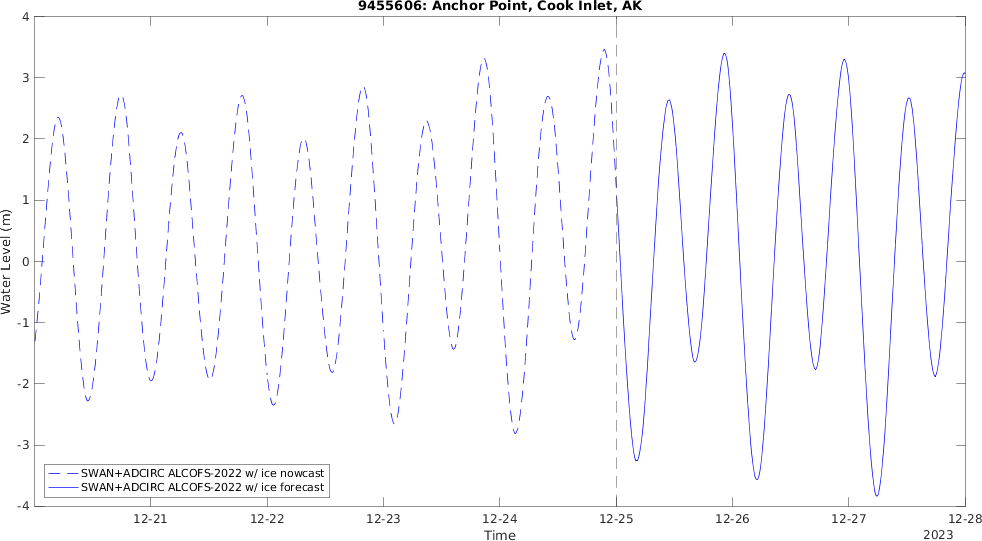 9455606: Anchor Point, Cook Inlet, AK
4
3
2
1
0
-1
-2
-3
-4
Water Level (m)
SWAN+ADCIRC ALCOFS-2022 w/ ice nowcast
SWAN+ADCIRC ALCOFS-2022 w/ ice forecast
12-21 12-22 12-23 12-24 12-25 12-26 12-27 12-28
Time
2023